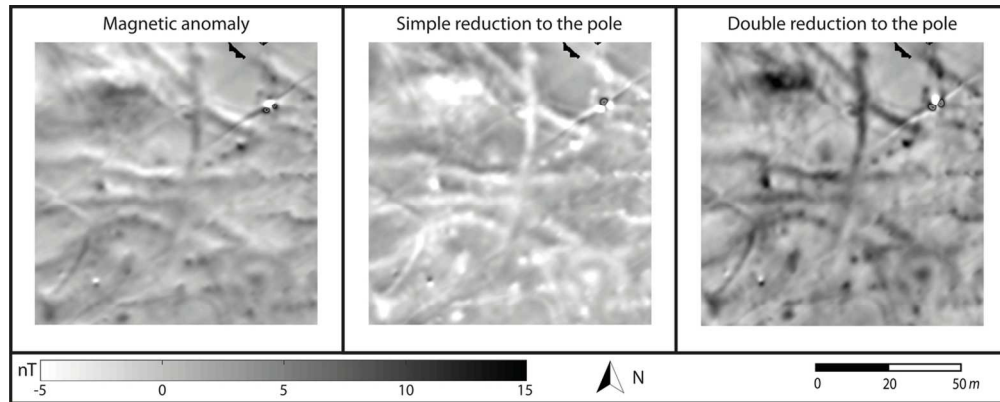 Magnetic anomaly
Simple reduction to the pole
Double reduction to the pole
nT
-5 0 5 10 15
N
0 20 50 m